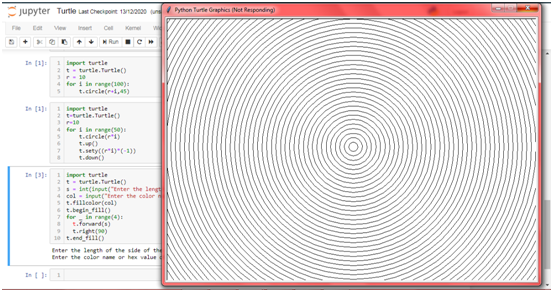 jupyter Turtle Last Checkpoint: 13/12/2020
File Edit View Insert Cell Kernel
Run
In [1]:
1 import turtle
2 t = turtle.Turtle()
3 r = 10
4 for i in range(100):
5 t.circle(r+i,45)
In [1]:
1 import turtle
2 t=turtle.Turtle()
3 r=10
4 for i in range(50):
5 t.circle(r*i)
6 t.up()
7 t.sety((r*i)*(-1))
8 t.down()
In [3]:
1 import turtle
2 t = turtle.Turtle()
3 s = int(input("Enter the lengt
4 col = input("Enter the color n
5 t.fillcolor(col)
6 t.begin_fill()
7 for _ in range(4):
8 t.forward(s)
9 t.right(90)
10 t.end_fill()
Enter the length of the side of the
Enter the color name or hex value o
In [ ]:
1
Python Turtle Graphics (Not Responding)